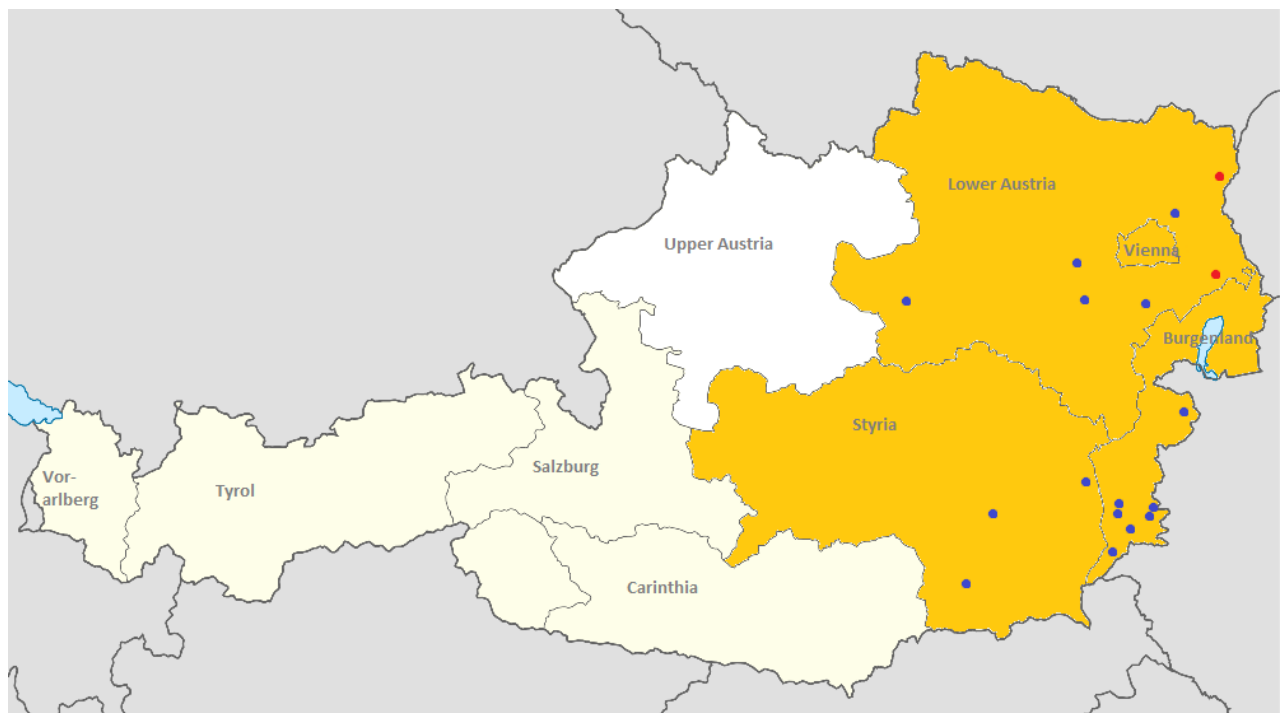 Lower Austria
Upper Austria
Vienna
Burgenland
Styria
Salzburg
Vor-
arlberg
Tyrol
Carinthia